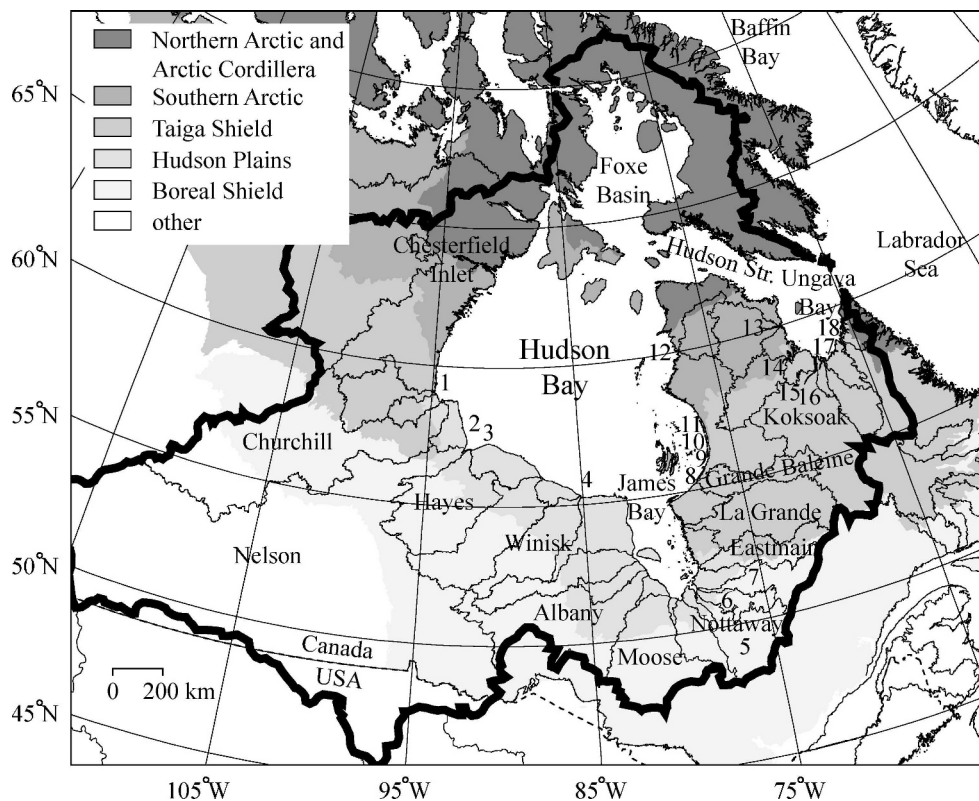 Northern Arctic and
Arctic Cordillera
Southern Arctic
Taiga Shield
Hudson Plains
Boreal Shield
other
Baffin
Bay
65°N
Foxe
Basin
60°N
Chesterfield
Inlet
Hudson Str.
Labrador
Sea
Ungava
Bay
18
17
13
12
14
Hudson
Bay
1
15
16
Koksoak
55°N
2
3
11
10
9
8
Churchill
Grande Baleine
4
James
Bay
Hayes
La Grande
Nelson
Winisk
Eastmain
50°N
7
6
Albany
Nottaway
5
Canada
USA
Moose
0 200 km
45°N
105°W
95°W
85°W
75°W